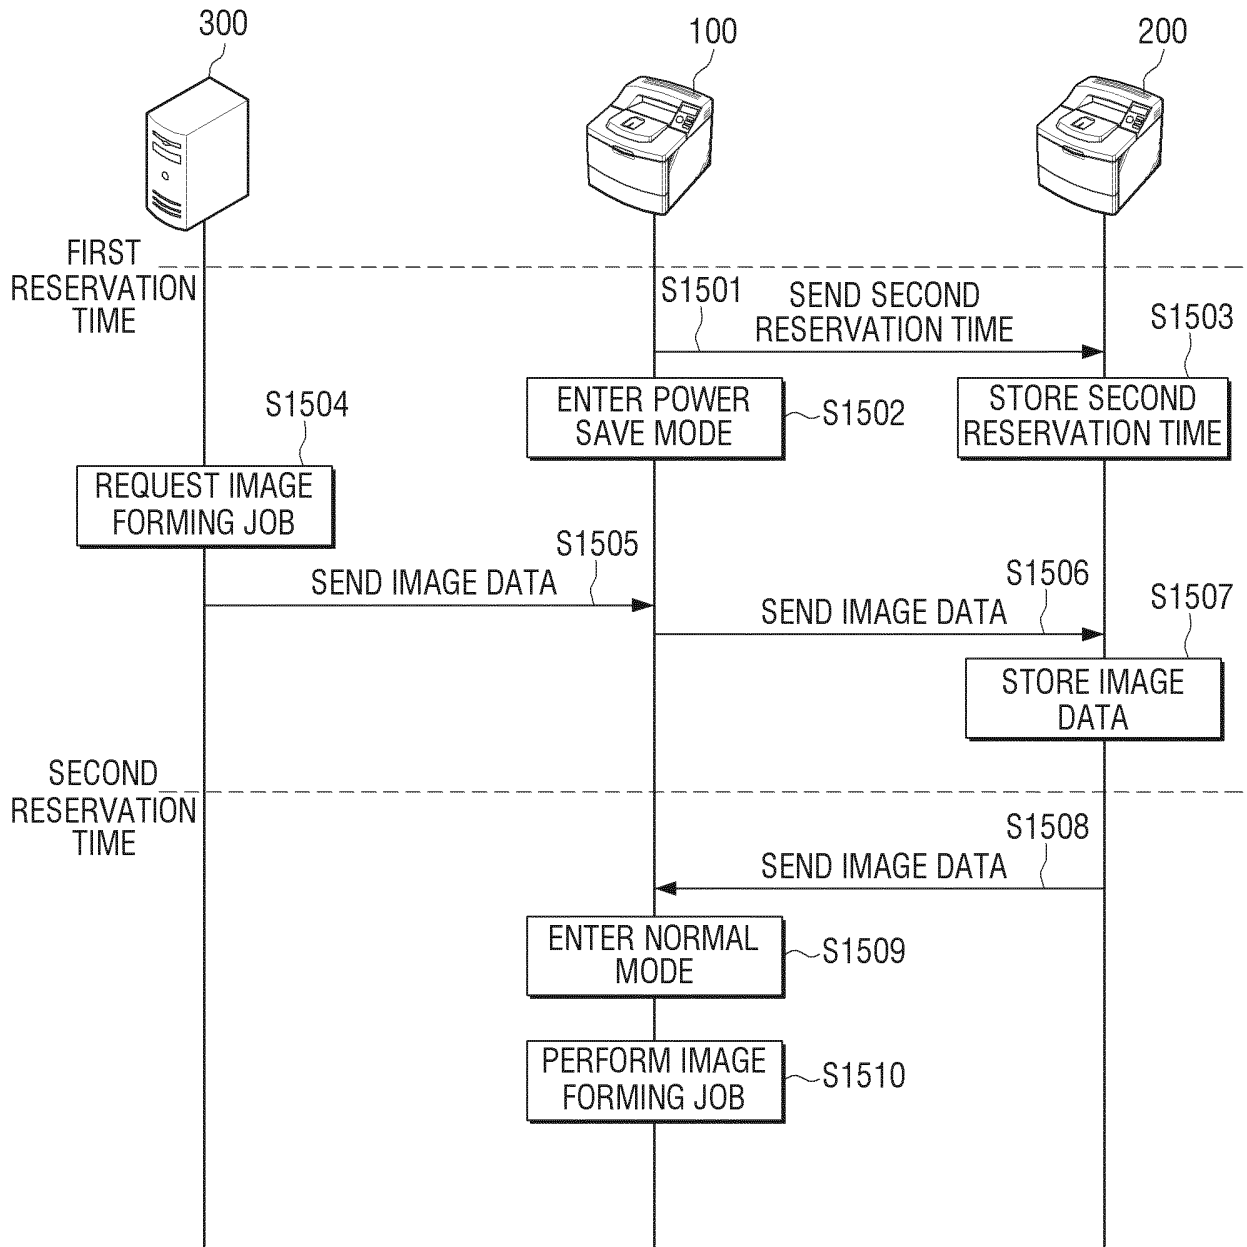 300
100
200
FIRST
RESERVATION
TIME
S1501
SEND SECOND
RESERVATION TIME
S1503
ENTER POWER
SAVE MODE
S1502
STORE SECOND
RESERVATION TIME
S1504
REQUEST IMAGE
FORMING JOB
S1505
SEND IMAGE DATA
S1506
SEND IMAGE DATA
S1507
STORE IMAGE
DATA
SECOND
RESERVATION
TIME
S1508
SEND IMAGE DATA
ENTER NORMAL
MODE
S1509
PERFORM IMAGE
FORMING JOB
S1510